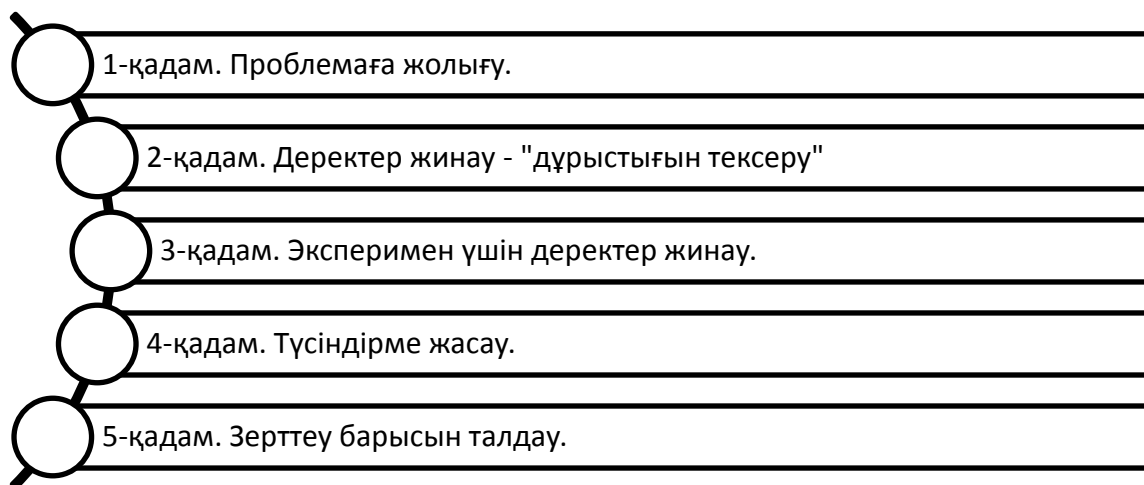 1-қадам. Проблемаға жолығу.
2-қадам. Деректер жинау - "дұрыстығын тексеру"
3-қадам. Эксперимен үшін деректер жинау.
4-қадам. Түсіндірме жасау.
5-қадам. Зерттеу барысын талдау.